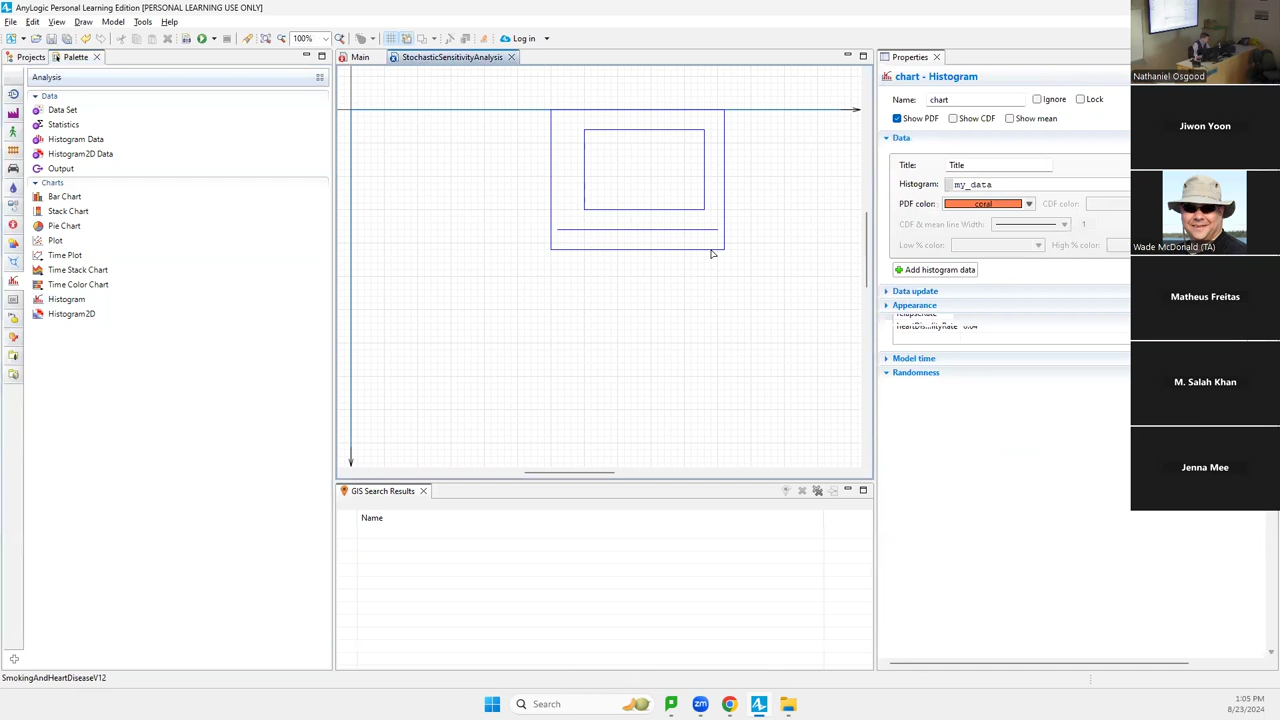 AnyLogic Personal Learning Edition [PERSONAL LEARNING USE ONLY]
File Edit View Draw Model Tools Help
100% Log in
Projects Palette
Main StochasticSensitivityAnalysis
Properties
Analysis
Data
Data Set
Statistics
Histogram Data
Histogram2D Data
Output
Charts
Bar Chart
Stack Chart
Pie Chart
Plot
Time Plot
Time Stack Chart
Time Color Chart
Histogram
Histogram2D
chart - Histogram
Name: chart Ignore Lock
Show PDF Show CDF Show mean
Data
Title: Title
Histogram: my_data
PDF color: coral CDF color:
CDF & mean line Width: 1
Low % color: High % color:
Add histogram data
Data update
Appearance
heartDis...lityRate 0.04
Model time
Randomness
GIS Search Results
Name
Nathaniel Osgood
Jiwon Yoon
Wade McDonald (TA)
Matheus Freitas
M. Salah Khan
Jenna Mee
SmokingAndHeartDiseaseV12
Search
1:05 PM
8/23/2024